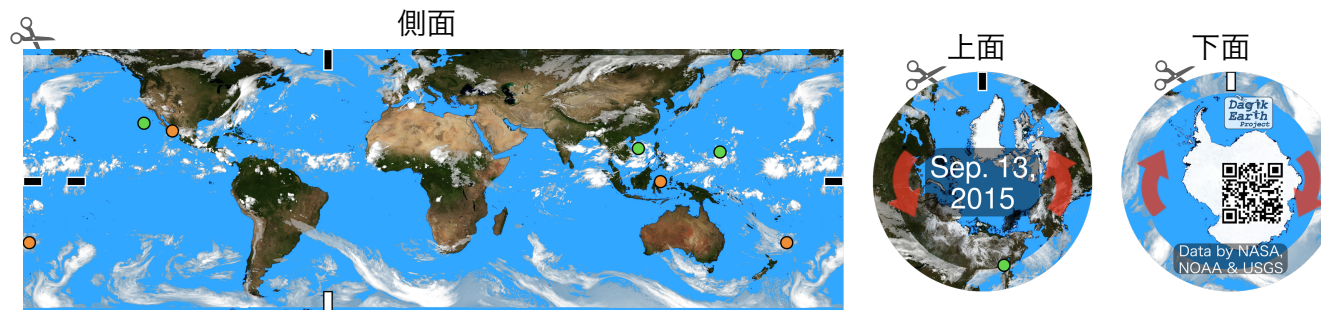 側面
上面
下面
Sep. 13,
2015
Dagik
Earth
Project
Data by NASA,
NOAA & USGS